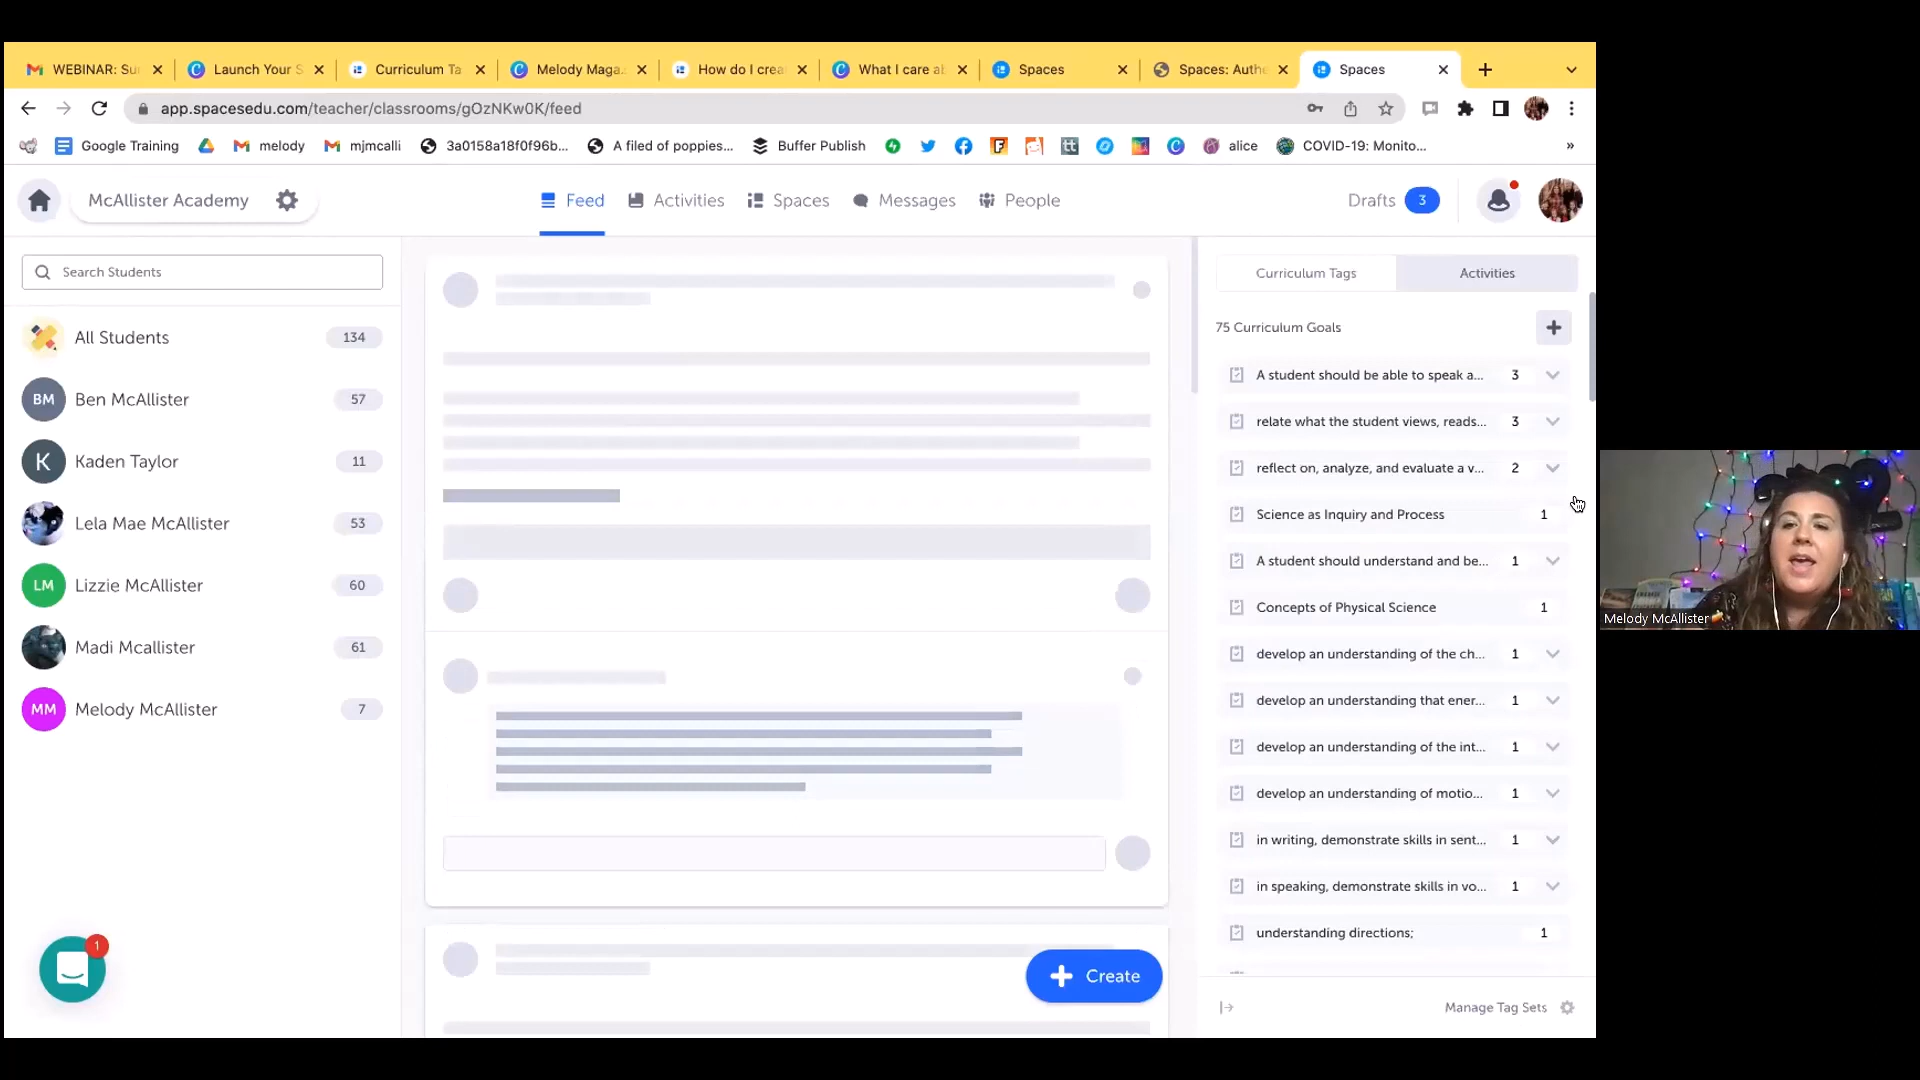 WEBINAR: Su
Launch Your S
Curriculum Ta
Melody Maga
How do I crea
What I care a
Spaces
Spaces: Authe
Spaces
app.spacesedu.com/teacher/classrooms/gOzNKw0K/feed
Google Training
melody
mjmcalli
3a0158a18f0f96b...
A filed of poppies...
Buffer Publish
alice
COVID-19: Monito...
»
McAllister Academy
Feed
Activities
Spaces
Messages
People
Drafts
3
Search Students
All Students 134
BM Ben McAllister 57
K Kaden Taylor 11
Lela Mae McAllister 53
LM Lizzie McAllister 60
Madi Mcallister 61
MM Melody McAllister 7
1
Create
Curriculum Tags
Activities
75 Curriculum Goals
A student should be able to speak a... 3
relate what the student views, reads... 3
reflect on, analyze, and evaluate a v... 2
Science as Inquiry and Process 1
A student should understand and be... 1
Concepts of Physical Science 1
develop an understanding of the ch... 1
develop an understanding that ener... 1
develop an understanding of the int... 1
develop an understanding of motio... 1
in writing, demonstrate skills in sent... 1
in speaking, demonstrate skills in vo... 1
understanding directions; 1
Manage Tag Sets
Melody McAllister